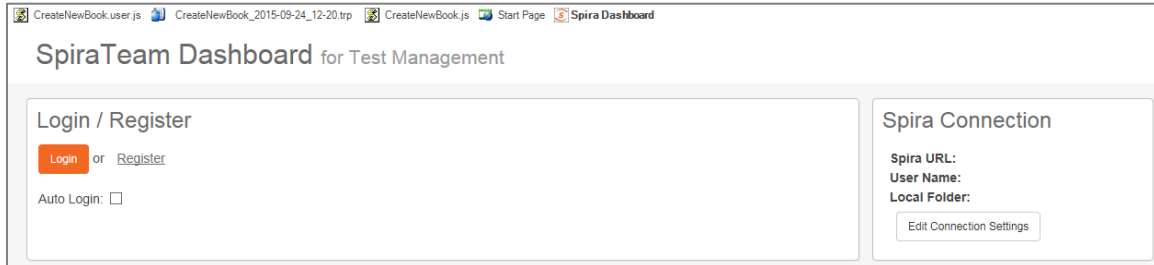 CreateNewBook.user.js CreateNewBook_2015-09-24_12-20.trp CreateNewBook.js Start Page Spira Dashboard
SpiraTeam Dashboard for Test Management
Login / Register
Login or Register
Auto Login:
Spira Connection
Spira URL:
User Name:
Local Folder:
Edit Connection Settings